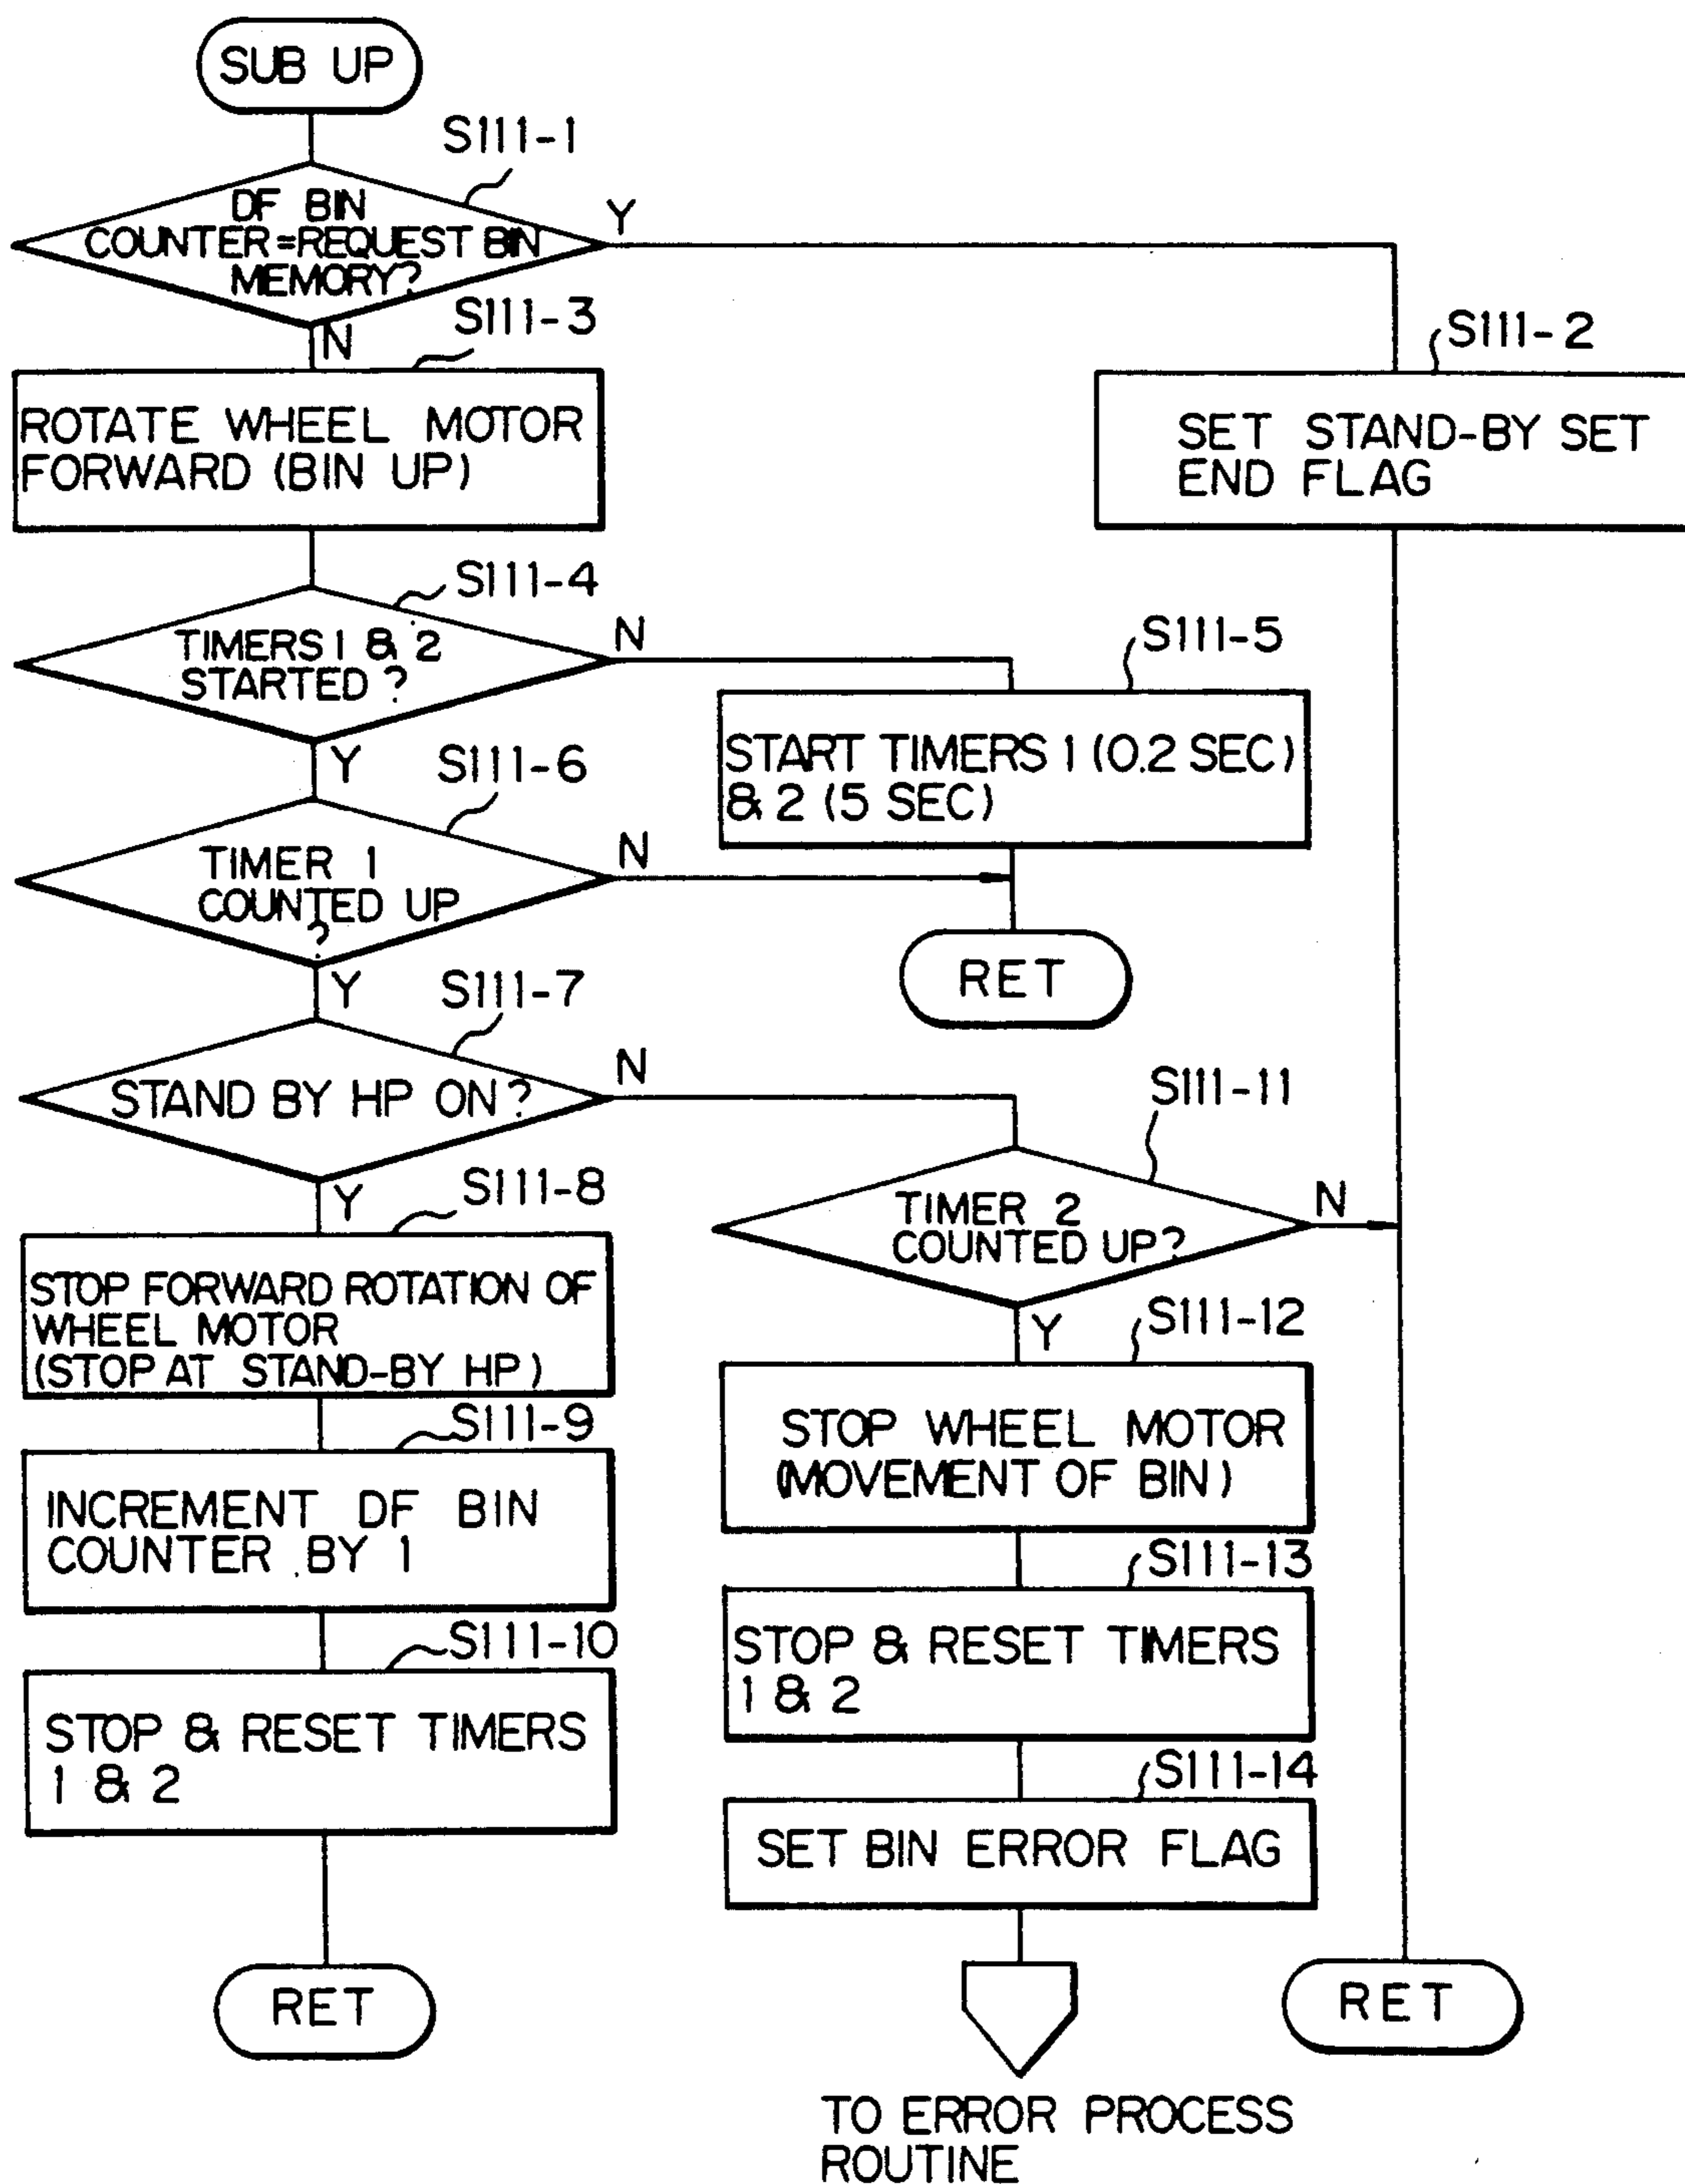 SUB UP
S111-1
DF BIN
COUNTER=REQUEST BIN
MEMORY?
Y
N
S111-3
S111-2
ROTATE WHEEL MOTOR
FORWARD (BIN UP)
SET STAND-BY SET
END FLAG
S111-4
TIMERS 1 & 2
STARTED?
N
Y
S111-5
START TIMERS 1 (0.2 SEC)
& 2 (5 SEC)
S111-6
TIMER 1
COUNTED UP
?
N
Y
RET
S111-7
STAND BY HP ON?
N
Y
S111-11
TIMER 2
COUNTED UP?
N
Y
S111-8
STOP FORWARD ROTATION OF
WHEEL MOTOR
(STOP AT STAND-BY HP)
S111-12
STOP WHEEL MOTOR
(MOVEMENT OF BIN)
S111-9
INCREMENT DF BIN
COUNTER BY 1
S111-13
STOP & RESET TIMERS
1 & 2
S111-10
STOP & RESET TIMERS
1 & 2
S111-14
SET BIN ERROR FLAG
RET
RET
TO ERROR PROCESS
ROUTINE